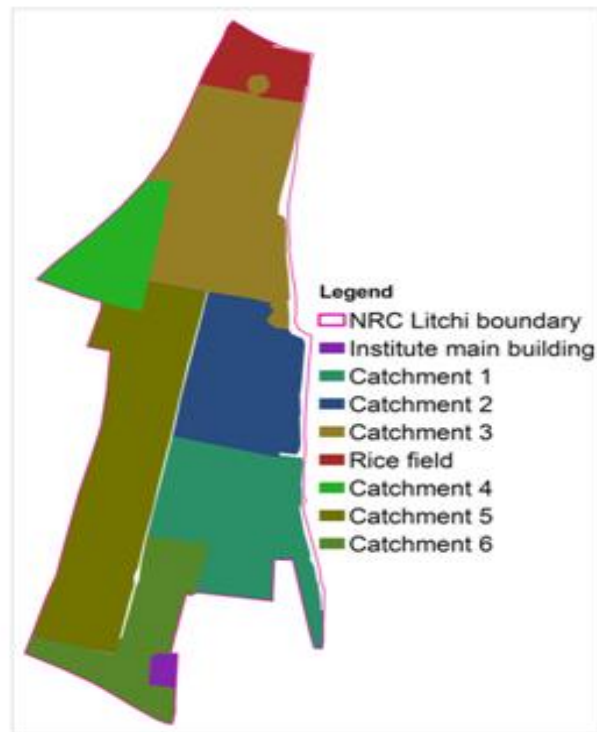 Legend
NRC Litchi boundary
Institute main building
Catchment 1
Catchment 2
Catchment 3
Rice field
Catchment 4
Catchment 5
Catchment 6